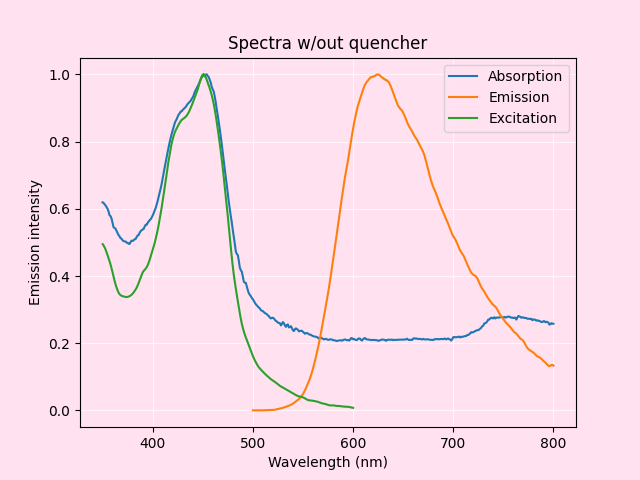 Spectra w/out quencher
Absorption
Emission
Excitation
Emission intensity
1.0
0.8
0.6
0.4
0.2
0.0
400 500 600 700 800
Wavelength (nm)